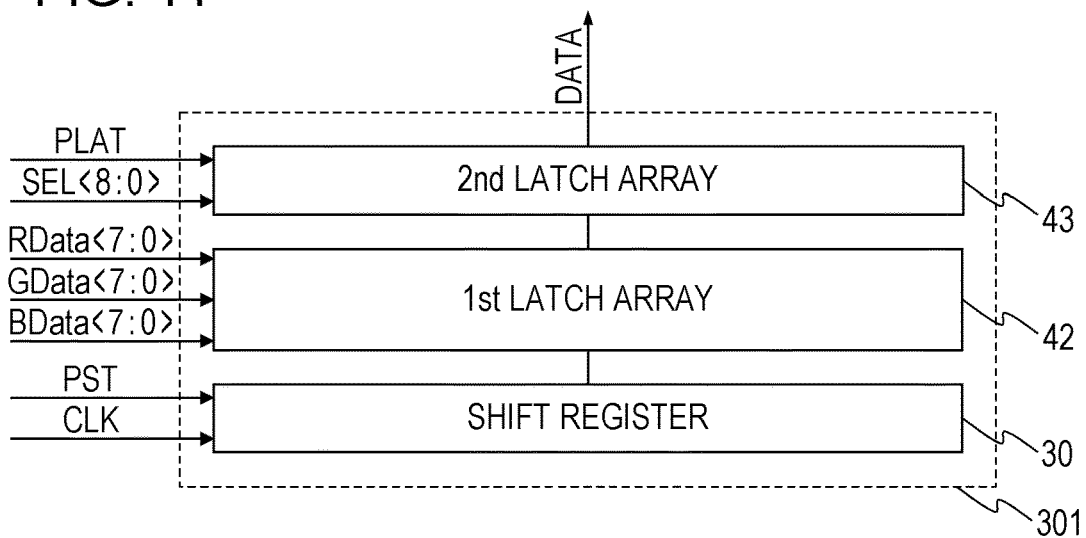 DATA
PLAT
SEL<8:0>
2nd LATCH ARRAY
43
RData<7:0>
GData<7:0>
BData<7:0>
1st LATCH ARRAY
42
PST
CLK
SHIFT REGISTER
30
301